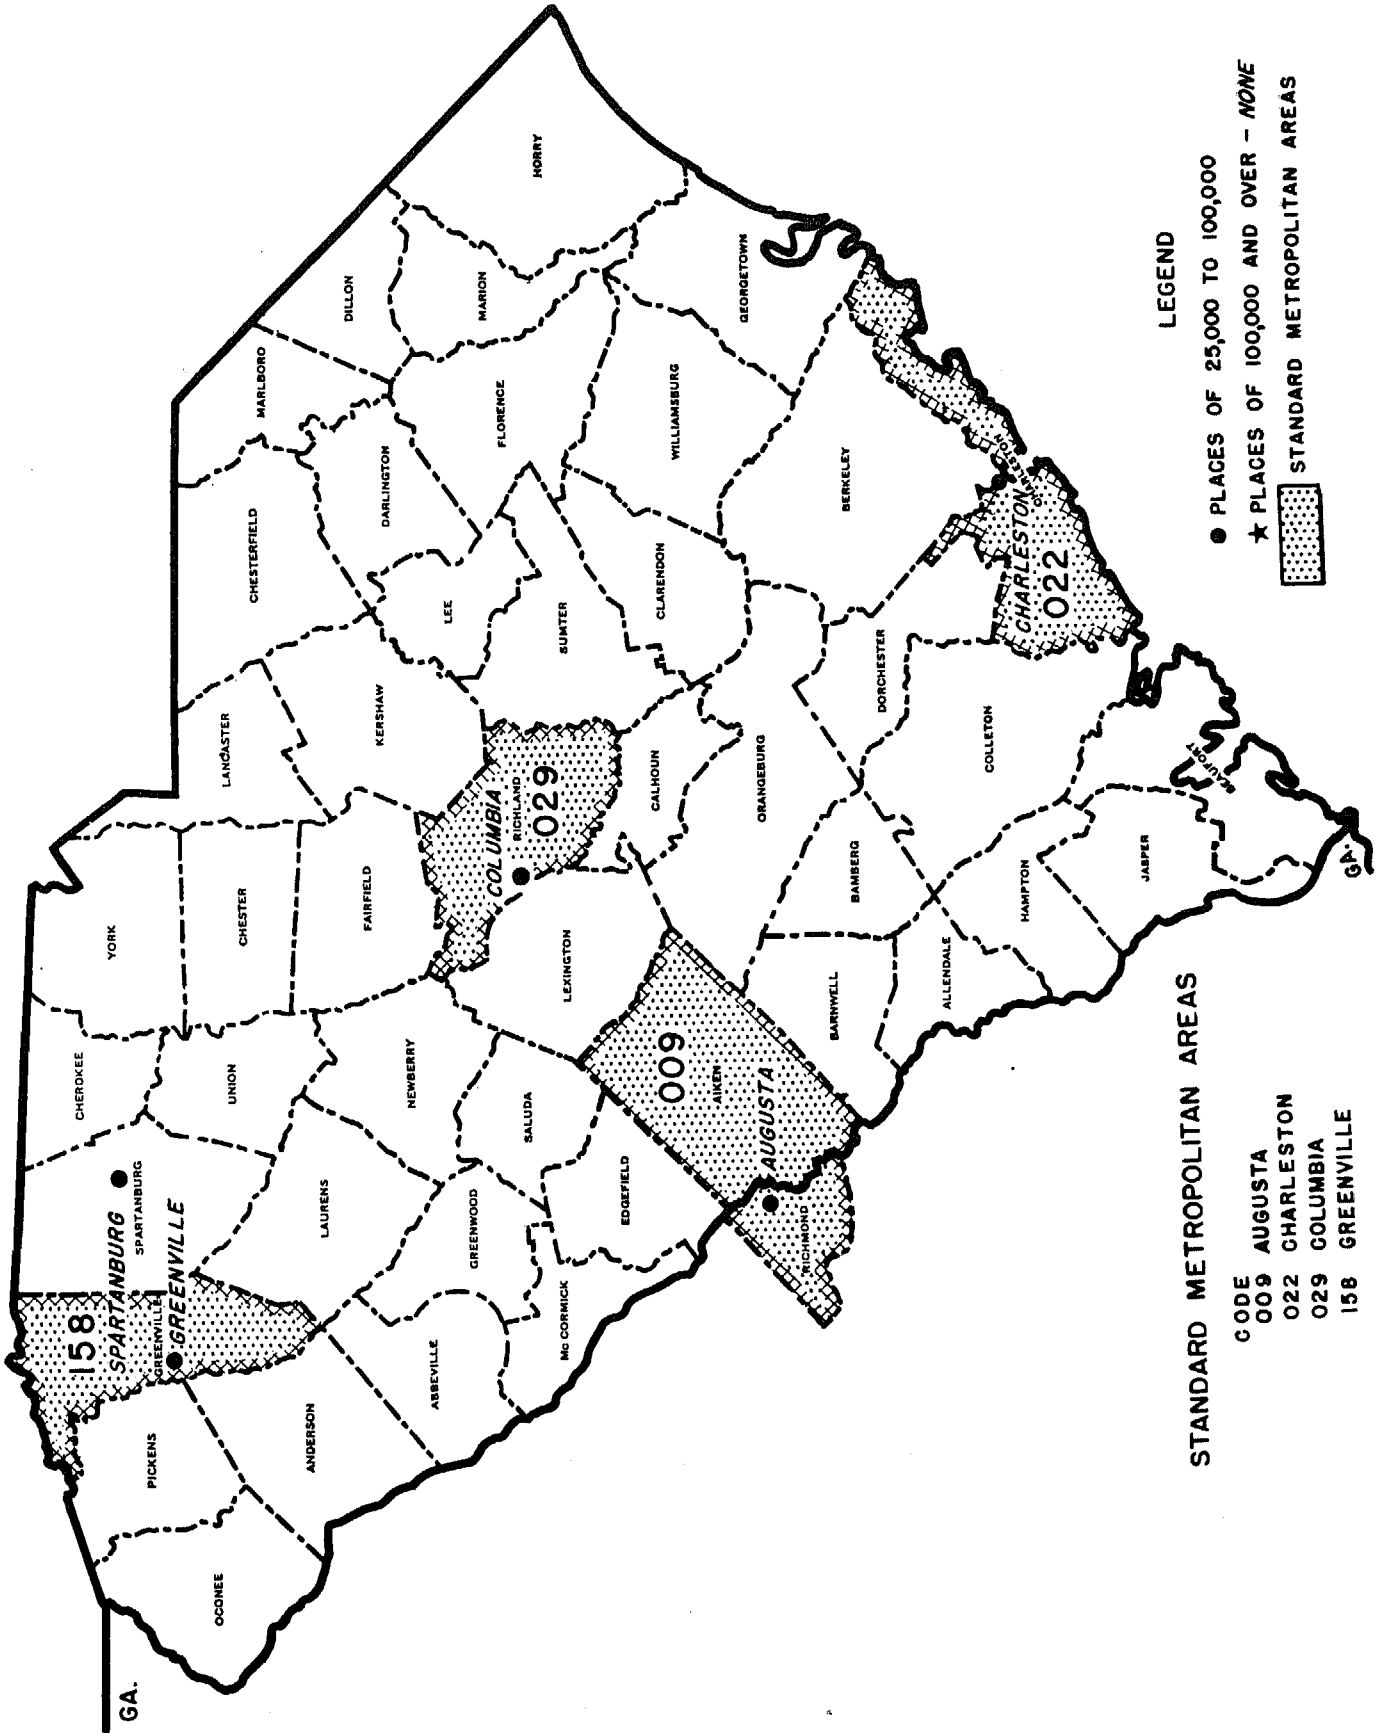 GA.
OCONEE
PICKENS
ANDERSON
158
SPARTANBURG
GREENVILLE
GREENVILLE
SPARTANBURG
CHEROKEE
YORK
UNION
CHESTER
LAURENS
ABBEVILLE
GREENWOOD
NEWBERRY
FAIRFIELD
LANCASTER
CHESTERFIELD
MARLBORO
DILLON
KERSHAW
DARLINGTON
LEE
MARION
HORRY
FLORENCE
Mc CORMICK
SALUDA
EDGEFIELD
LEXINGTON
COLUMBIA
RICHLAND
029
SUMTER
CALHOUN
CLARENDON
WILLIAMSBURG
GEORGETOWN
009
AIKEN
AUGUSTA
RICHMOND
ORANGEBURG
BARNWELL
BAMBERG
DORCHESTER
BERKELEY
ALLENDALE
COLLETON
CHARLESTON
CHARLESTON
022
HAMPTON
JASPER
BEAUFORT
GA.
LEGEND
PLACES OF 25,000 TO 100,000
PLACES OF 100,000 AND OVER - NONE
STANDARD METROPOLITAN AREAS
STANDARD METROPOLITAN AREAS
CODE
009 AUGUSTA
022 CHARLESTON
029 COLUMBIA
158 GREENVILLE